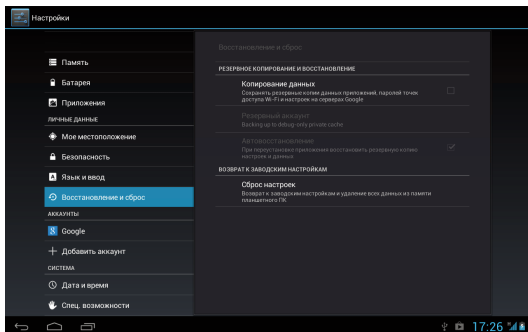 Настройки
Память
Батарея
Приложения
ЛИЧНЫЕ ДАННЫЕ
Мое местоположение
Безопасность
Язык и ввод
Восстановление и сброс
АККАУНТЫ
Google
Добавить аккаунт
СИСТЕМА
Дата и время
Спец. возможности
Восстановление и сброс
РЕЗЕРВНОЕ КОПИРОВАНИЕ И ВОССТАНОВЛЕНИЕ
Копирование данных
Сохранять резервные копии данных приложений, паролей точек
доступа Wi-Fi и настроек на серверах Google
Резервный аккаунт
Backing up to debug-only private cache
Автовосстановление
При переустановке приложения восстановить резервную копию
настроек и данных
ВОЗВРАТ К ЗАВОДСКИМ НАСТРОЙКАМ
Сброс настроек
Возврат к заводским настройкам и удаление всех данных из памяти
планшетного ПК
17:26